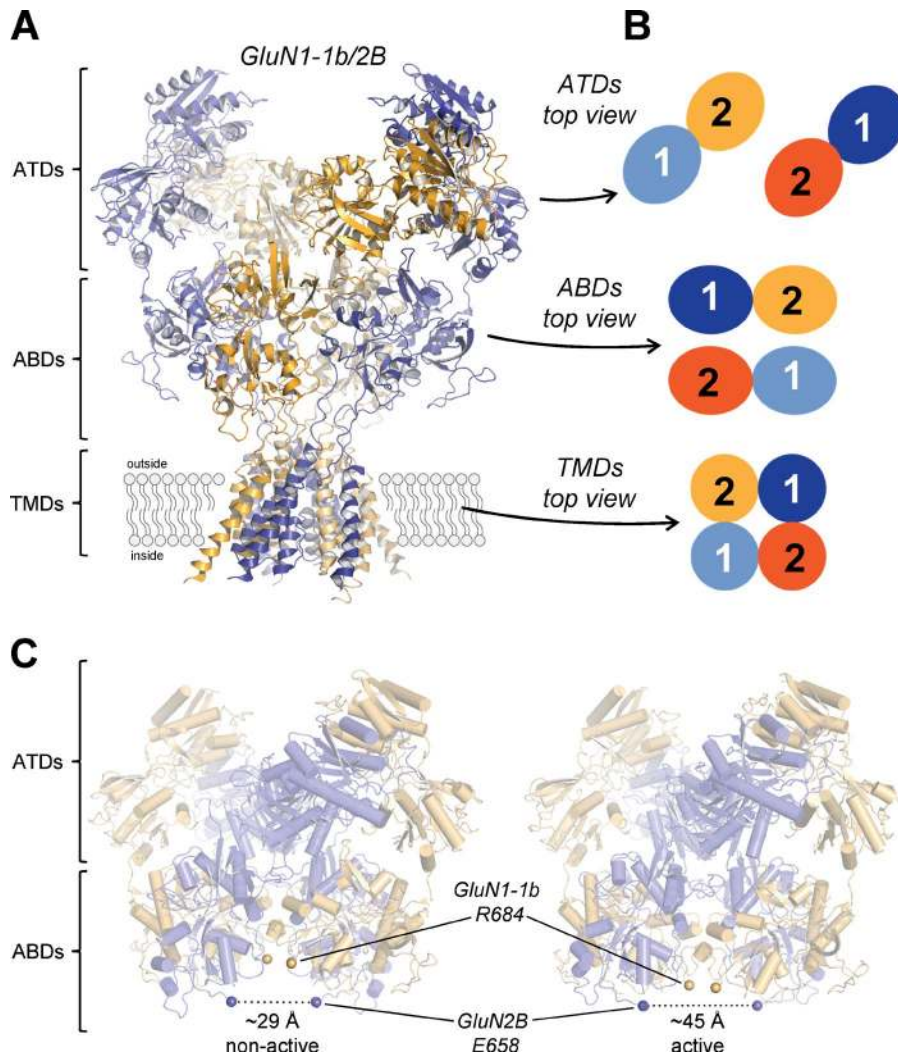 A
B
GluN1-1b/2B
ATDs
ATDs
top view
2
1
1
2
ABDs
ABDs
top view
1
2
2
1
TMDs
outside
inside
TMDs
top view
2
1
1
2
C
ATDs
ABDs
GluN1-1b
R684
~29 Å
non-active
GluN2B
E658
~45 Å
active